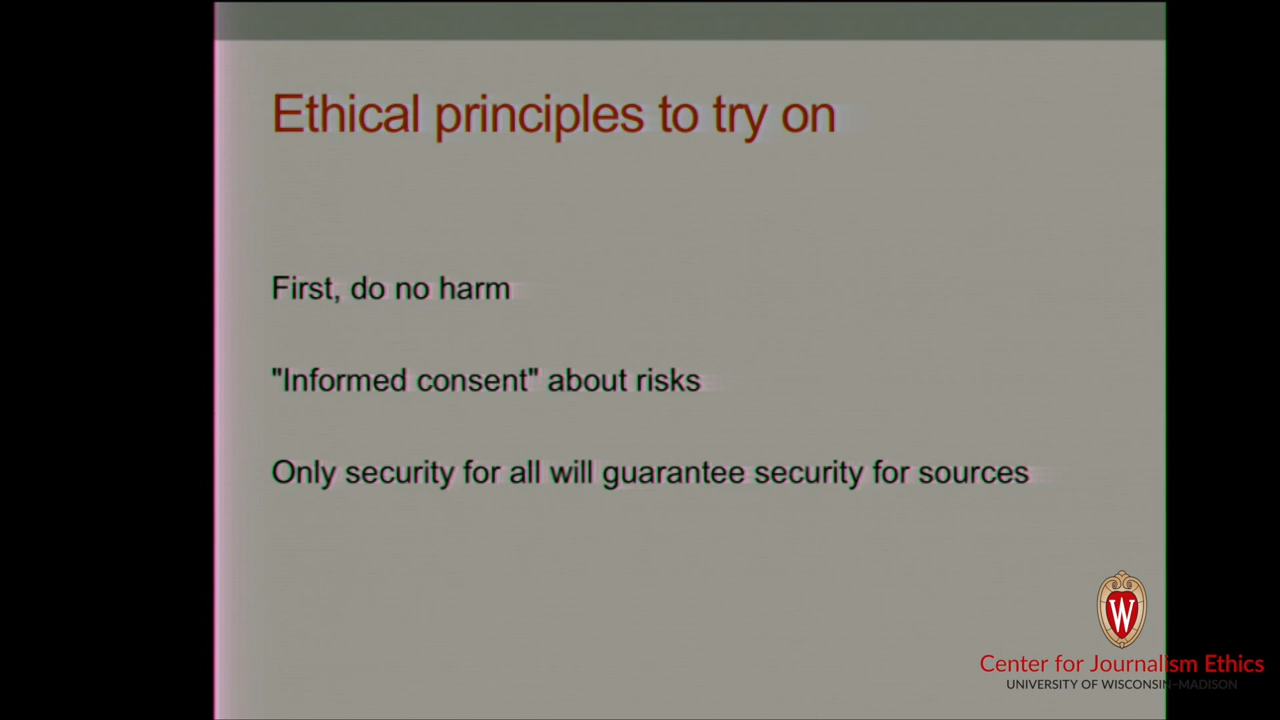 Ethical principles to try on
First, do no harm
"Informed consent" about risks
Only security for all will guarantee security for sources
W
Center for Journalism Ethics
UNIVERSITY OF WISCONSIN–MADISON